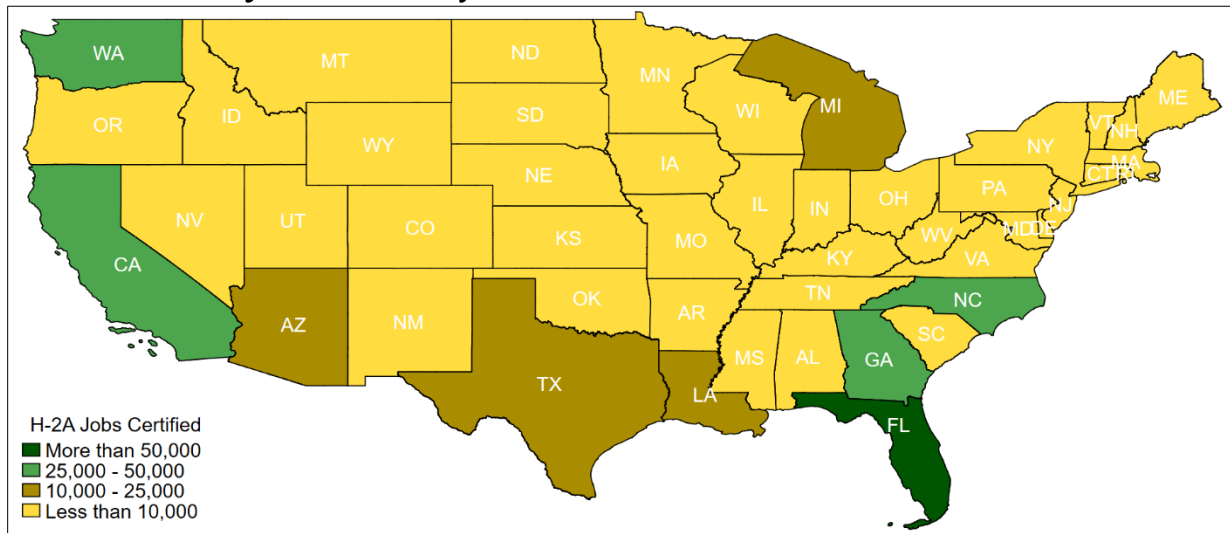 WA
MT
ND
MN
ME
OR
ID
SD
WI
MI
VT
NH
NY
WY
IA
MA
NE
CT
RI
PA
NV
UT
CO
IL
IN
OH
NJ
KS
MO
WV
MD
DE
CA
KY
VA
TN
NC
AZ
NM
OK
AR
SC
MS
AL
GA
TX
LA
FL
H-2A Jobs Certified
More than 50,000
25,000 - 50,000
10,000 - 25,000
Less than 10,000